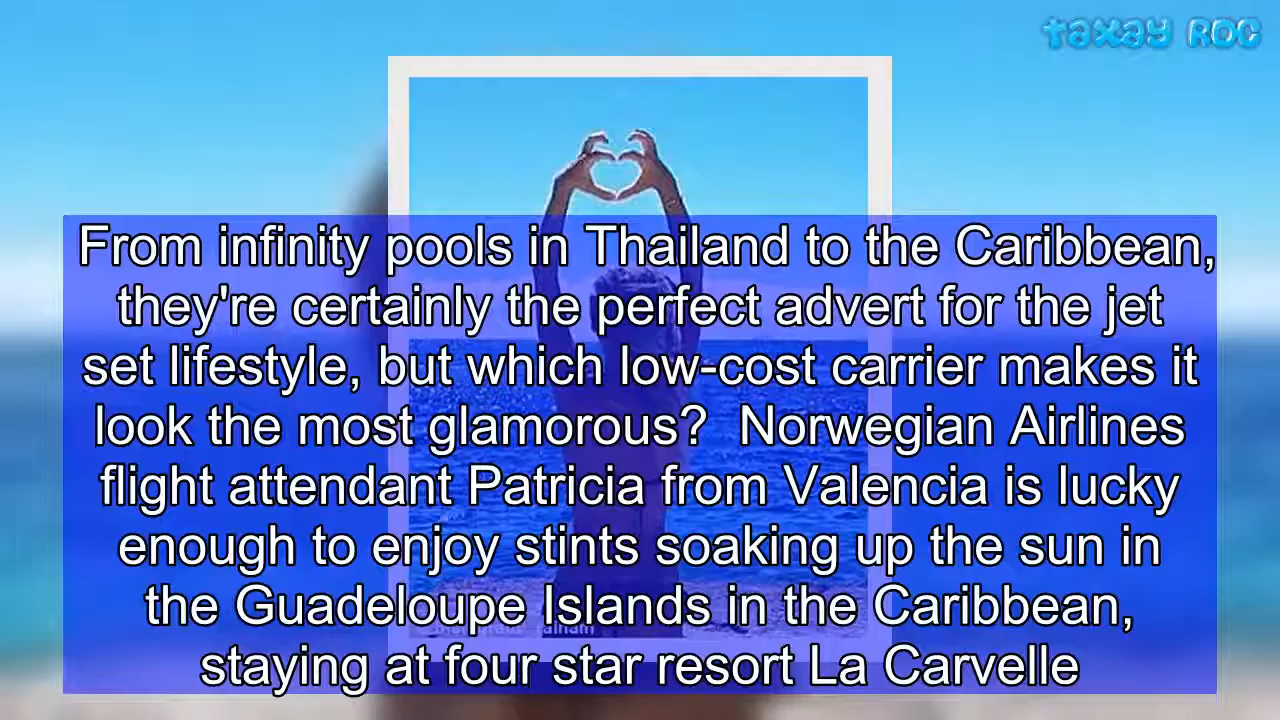 taxay ROC
From infinity pools in Thailand to the Caribbean,
they're certainly the perfect advert for the jet
set lifestyle, but which low-cost carrier makes it
look the most glamorous?  Norwegian Airlines
flight attendant Patricia from Valencia is lucky
enough to enjoy stints soaking up the sun in
the Guadeloupe Islands in the Caribbean,
staying at four star resort La Carvelle